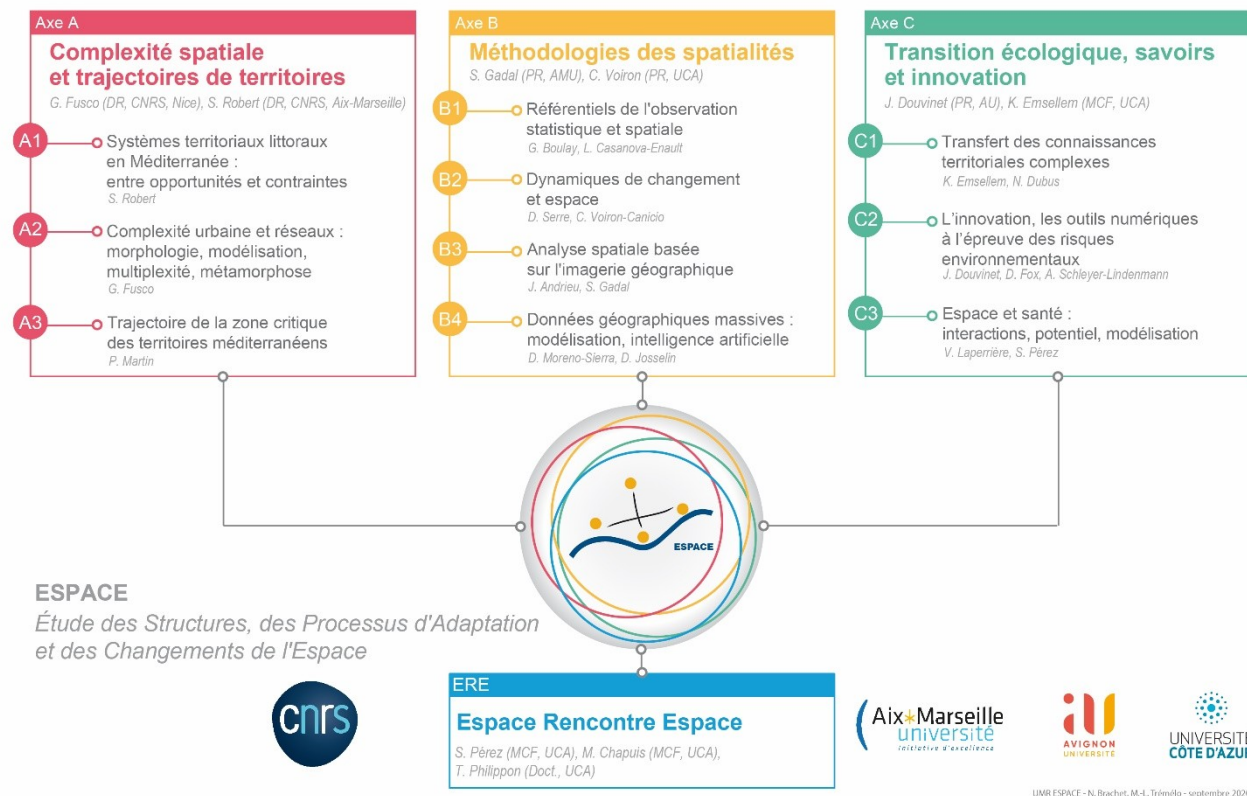 Axe A
Complexité spatiale
et trajectoires de territoires
G. Fusco (DR, CNRS, Nice), S. Robert (DR, CNRS, Aix-Marseille)
A1
Systèmes territoriaux littoraux
en Méditerranée :
entre opportunités et contraintes
S. Robert
A2
Complexité urbaine et réseaux :
morphologie, modélisation,
multiplexité, métamorphose
G. Fusco
A3
Trajectoire de la zone critique
des territoires méditerranéens
P. Martin
Axe B
Méthodologies des spatialités
S. Gadal (PR, AMU), C. Voiron (PR, UCA)
B1
Référentiels de l'observation
statistique et spatiale
G. Boulay, L. Casanova-Enault
B2
Dynamiques de changement
et espace
D. Serre, C. Voiron-Canicio
B3
Analyse spatiale basée
sur l'imagerie géographique
J. Andrieu, S. Gadal
B4
Données géographiques massives :
modélisation, intelligence artificielle
D. Moreno-Sierra, D. Josselin
Axe C
Transition écologique, savoirs
et innovation
J. Douvinet (PR, AU), K. Emsellem (MCF, UCA)
C1
Transfert des connaissances
territoriales complexes
K. Emsellem, N. Dubus
C2
L'innovation, les outils numériques
à l'épreuve des risques
environnementaux
J. Douvinet, D. Fox, A. Schleyer-Lindenmann
C3
Espace et santé :
interactions, potentiel, modélisation
V. Laperrière, S. Pérez
ESPACE
ESPACE
Étude des Structures, des Processus d'Adaptation
et des Changements de l'Espace
cnrs
ERE
Espace Rencontre Espace
S. Pérez (MCF, UCA), M. Chapuis (MCF, UCA),
T. Philippon (Doct., UCA)
Aix*Marseille
université
Initiative d'excellence
AVIGNON
UNIVERSITÉ
UNIVERSITÉ
CÔTE D'AZUR
UMR ESPACE - N. Brachet, M.-L. Trémélo - septembre